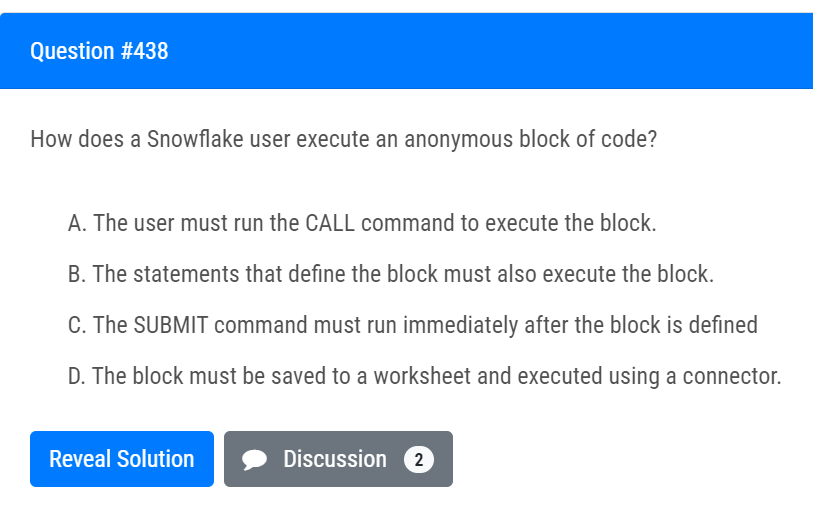 Question #438
How does a Snowflake user execute an anonymous block of code?
A. The user must run the CALL command to execute the block.
B. The statements that define the block must also execute the block.
C. The SUBMIT command must run immediately after the block is defined
D. The block must be saved to a worksheet and executed using a connector.
Reveal Solution
Discussion 2